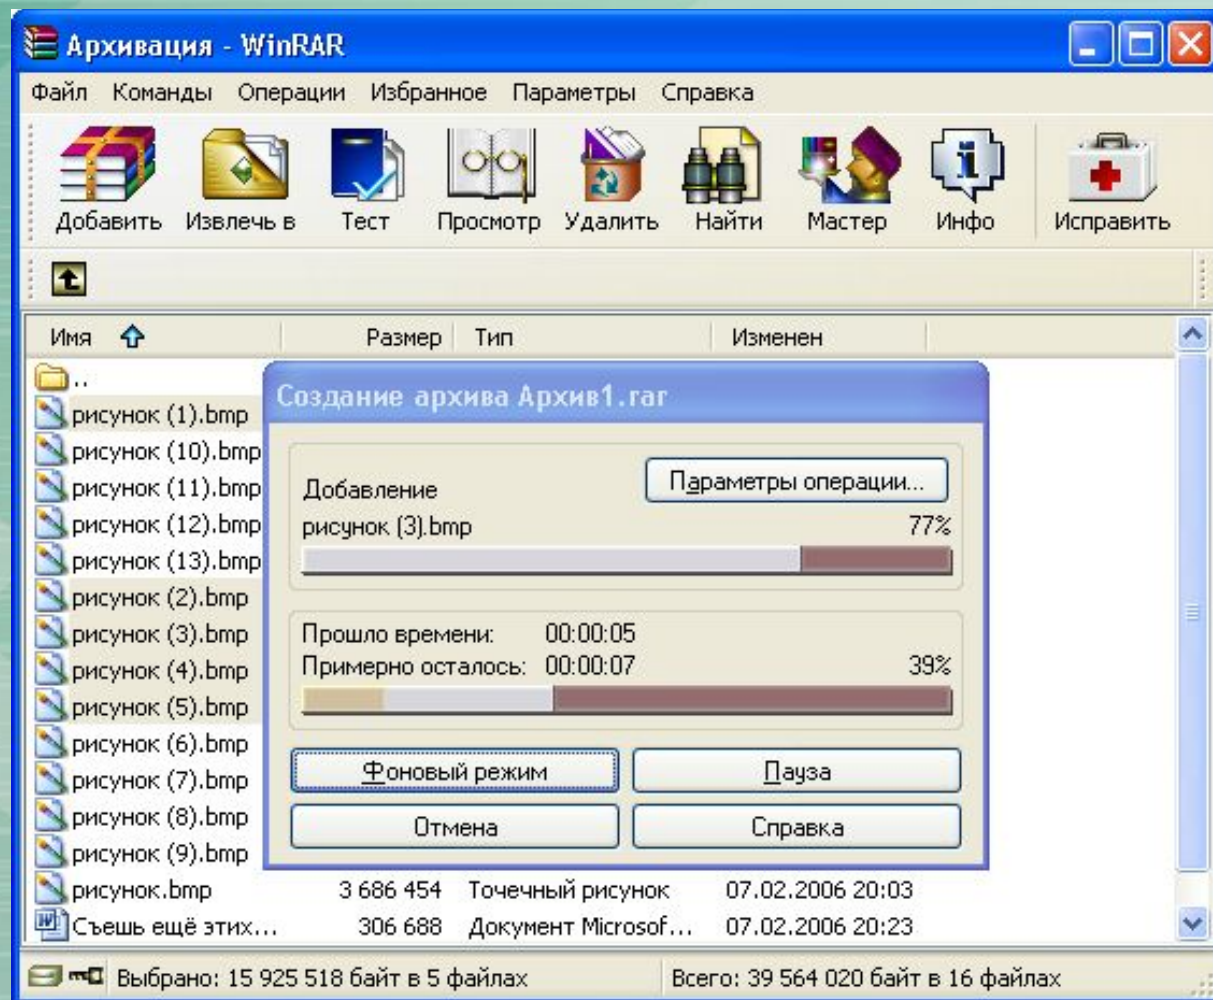 Архивация - WinRAR
Файл Команды Операции Избранное Параметры Справка
Добавить Извлечь в Тест Просмотр Удалить Найти Мастер Инфо Исправить
Имя Размер Тип Изменен
..
рисунок (1).bmp
рисунок (10).bmp
рисунок (11).bmp
рисунок (12).bmp
рисунок (13).bmp
рисунок (2).bmp
рисунок (3).bmp
рисунок (4).bmp
рисунок (5).bmp
рисунок (6).bmp
рисунок (7).bmp
рисунок (8).bmp
рисунок (9).bmp
рисунок.bmp 3 686 454 Точечный рисунок 07.02.2006 20:03
Съешь ещё этих... 306 688 Документ Microsof... 07.02.2006 20:23
Создание архива Архив1.rar
Параметры операции...
Добавление
рисунок (3).bmp 77%
Прошло времени: 00:00:05
Примерно осталось: 00:00:07 39%
Фоновый режим Пауза
Отмена Справка
Выбрано: 15 925 518 байт в 5 файлах Всего: 39 564 020 байт в 16 файлах